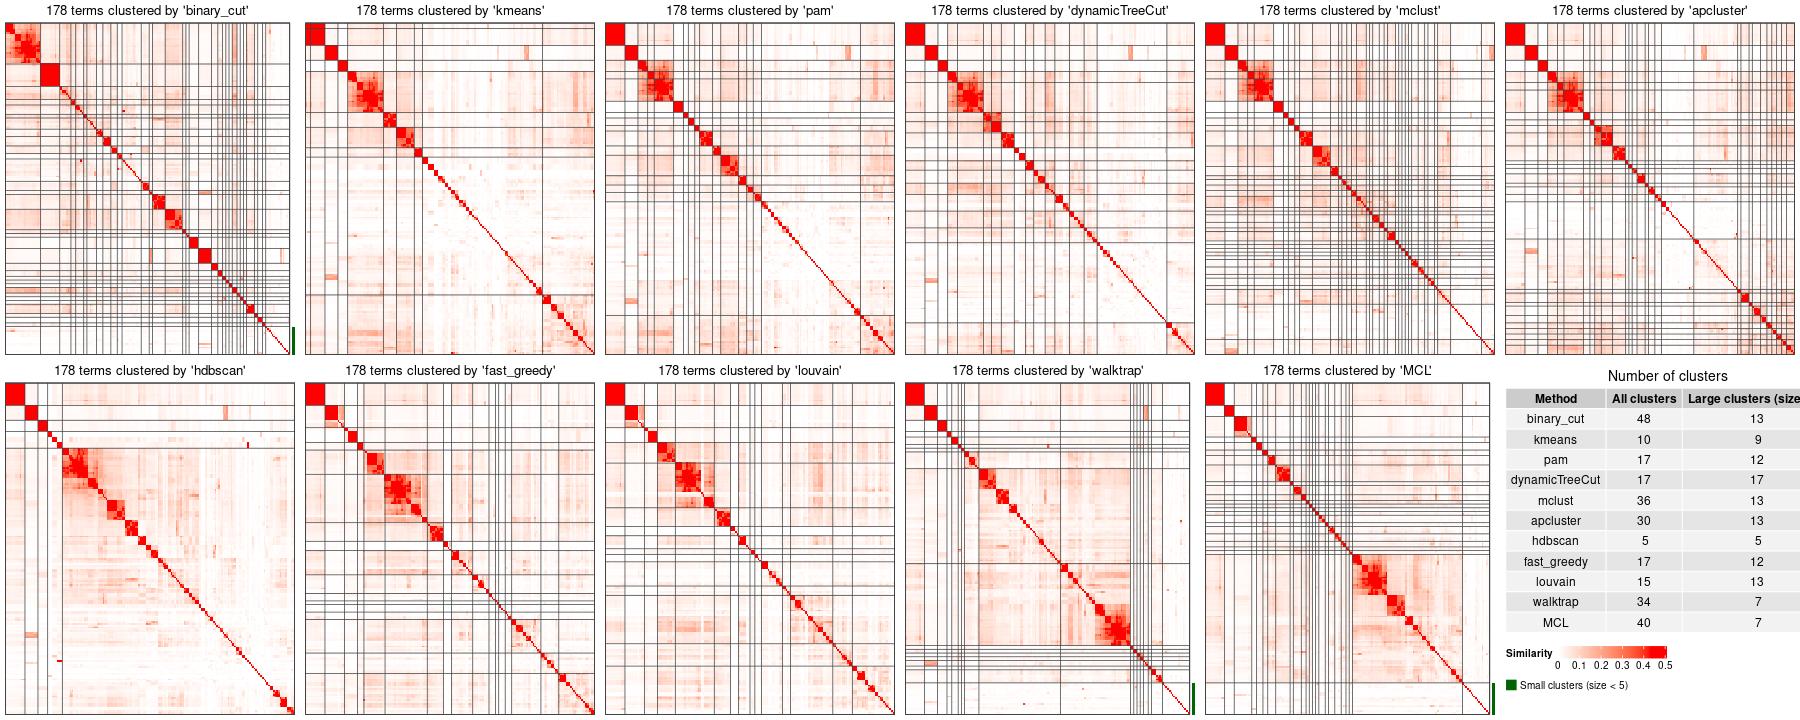 178 terms clustered by 'binary_cut'
178 terms clustered by 'kmeans'
178 terms clustered by 'pam'
178 terms clustered by 'dynamicTreeCut'
178 terms clustered by 'mclust'
178 terms clustered by 'apcluster'
178 terms clustered by 'hdbscan'
178 terms clustered by 'fast_greedy'
178 terms clustered by 'louvain'
178 terms clustered by 'walktrap'
178 terms clustered by 'MCL'
Number of clusters
Method All clusters Large clusters (size
binary_cut 48 13
kmeans 10 9
pam 17 12
dynamicTreeCut 17 17
mclust 36 13
apcluster 30 13
hdbscan 5 5
fast_greedy 17 12
louvain 15 13
walktrap 34 7
MCL 40 7
Similarity
0 0.1 0.2 0.3 0.4 0.5
Small clusters (size < 5)